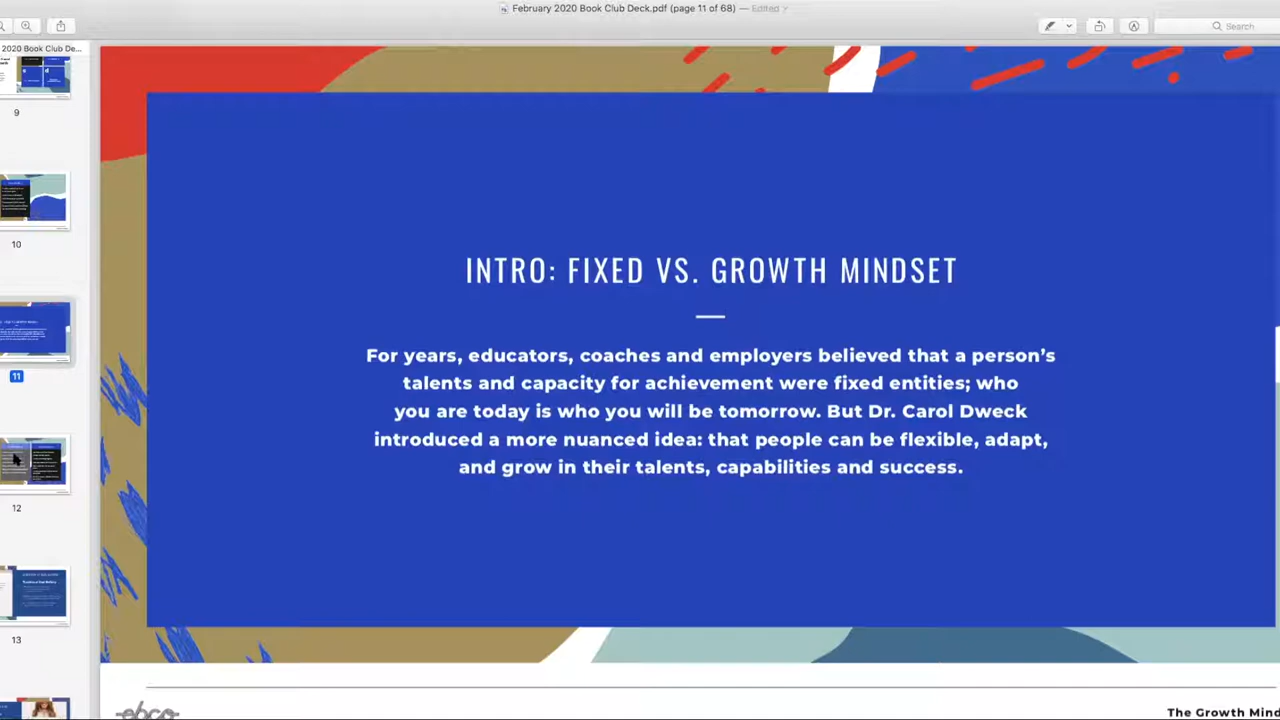 February 2020 Book Club Deck.pdf (page 11 of 68) — Edited
Search
2020 Book Club De...
9
10
11
12
13
INTRO: FIXED VS. GROWTH MINDSET
For years, educators, coaches and employers believed that a person’s
talents and capacity for achievement were fixed entities; who
you are today is who you will be tomorrow. But Dr. Carol Dweck
introduced a more nuanced idea: the people can be flexible, adapt,
grow in their talents, capabilities and success.
ebco
The Growth Mind